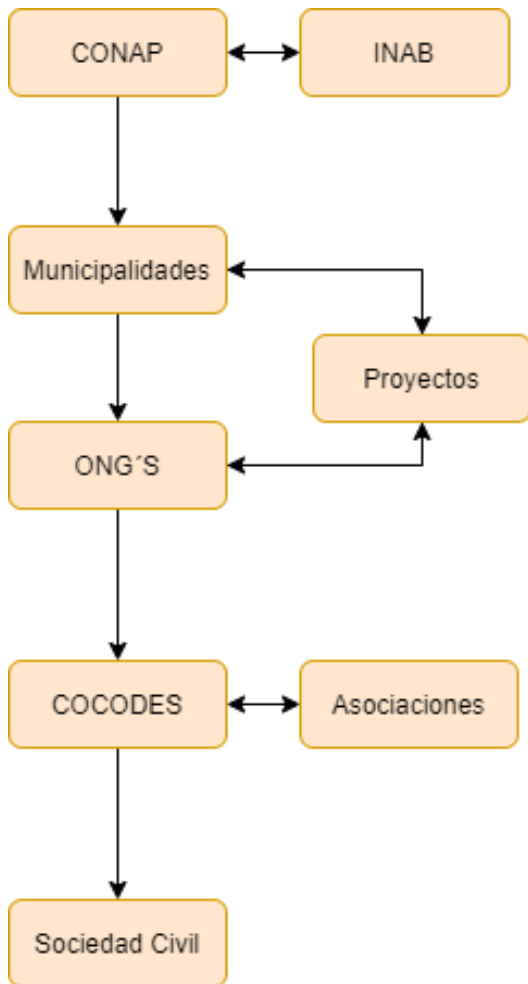 CONAP
INAB
Municipalidades
Proyectos
ONG´S
COCODES
Asociaciones
Sociedad Civil